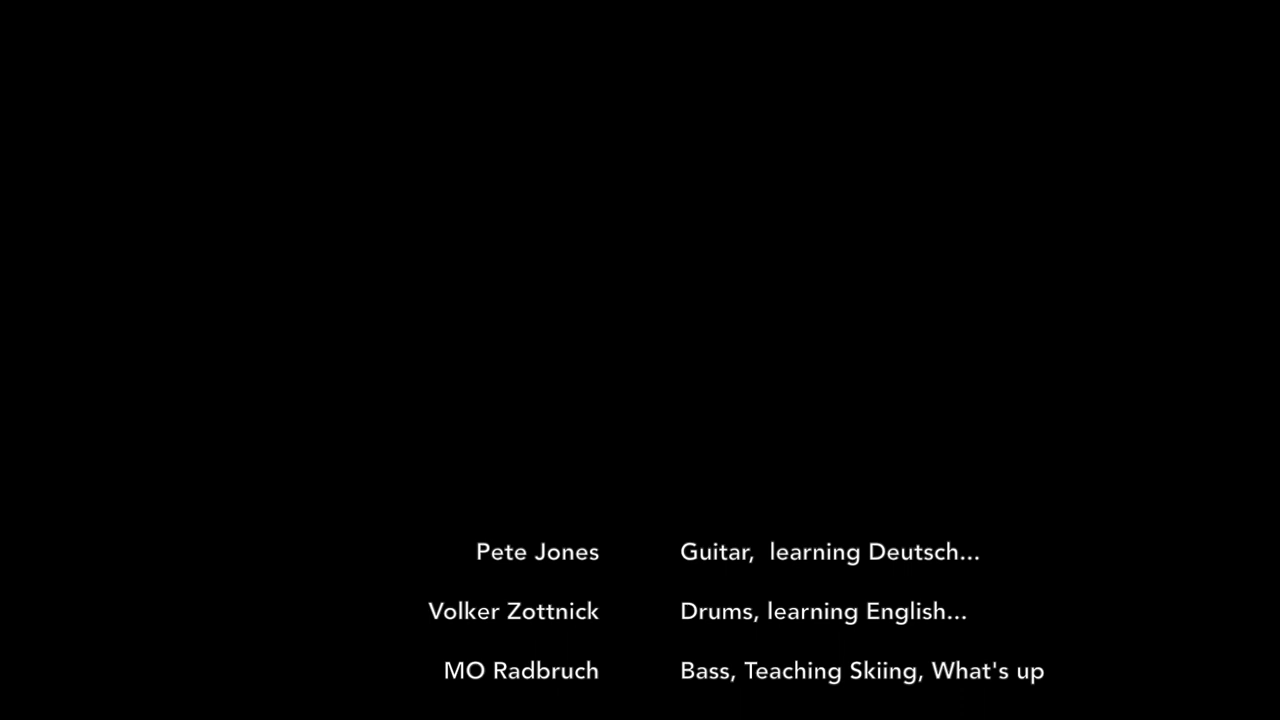 Pete Jones Guitar, learning Deutsch...
Volker Zottnick Drums, learning English...
MO Radbruch Bass, Teaching Skiing, What's up